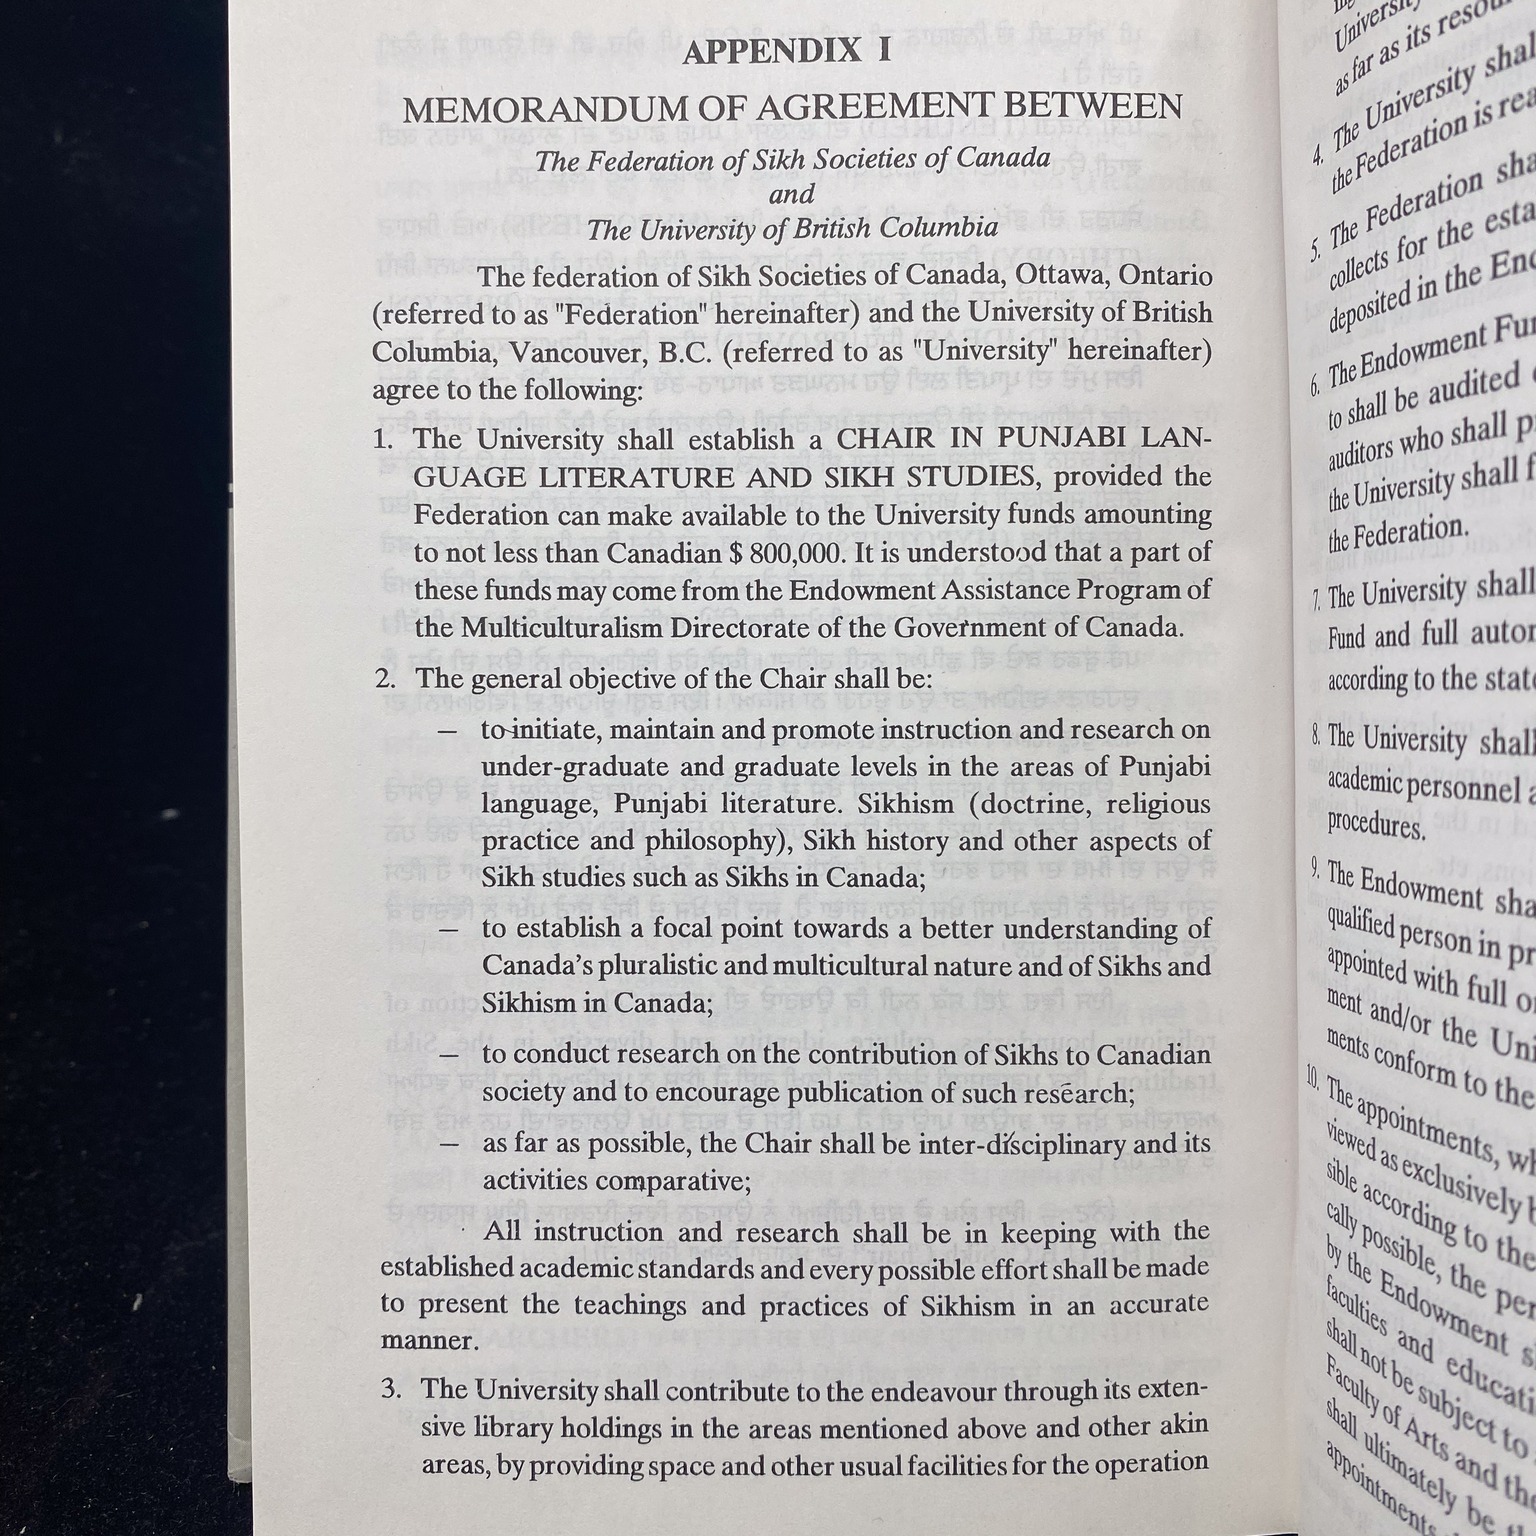 APPENDIX I
MEMORANDUM OF AGREEMENT BETWEEN
The Federation of Sikh Societies of Canada
and
The University of British Columbia
The federation of Sikh Societies of Canada, Ottawa, Ontario
(referred to as "Federation" hereinafter) and the University of British
Columbia, Vancouver, B.C. (referred to as "University" hereinafter)
agree to the following:
1. The University shall establish a CHAIR IN PUNJABI LAN-
GUAGE LITERATURE AND SIKH STUDIES, provided the
Federation can make available to the University funds amounting
to not less than Canadian $ 800,000. It is understood that a part of
these funds may come from the Endowment Assistance Program of
the Multiculturalism Directorate of the Government of Canada.
2. The general objective of the Chair shall be:
— to initiate, maintain and promote instruction and research on
under-graduate and graduate levels in the areas of Punjabi
language, Punjabi literature. Sikhism (doctrine, religious
practice and philosophy), Sikh history and other aspects of
Sikh studies such as Sikhs in Canada;
— to establish a focal point towards a better understanding of
Canada's pluralistic and multicultural nature and of Sikhs and
Sikhism in Canada;
— to conduct research on the contribution of Sikhs to Canadian
society and to encourage publication of such research;
— as far as possible, the Chair shall be inter-disciplinary and its
activities comparative;
All instruction and research shall be in keeping with the
established academic standards and every possible effort shall be made
to present the teachings and practices of Sikhism in an accurate
manner.
3. The University shall contribute to the endeavour through its exten-
sive library holdings in the areas mentioned above and other akin
areas, by providing space and other usual facilities for the operation
as far as its
4. The University
the Federation is
5. The Federation
collects for the
deposited in the
6. The Endowment
to shall be audited
auditors who shall
the University shall
the Federation.
7. The University shall
Fund and full
according to the
8. The University shall
academic personnel
procedures.
9. The Endowment
qualified person in
appointed with full
ment and/or the
ments conform to the
10. The appointments,
viewed as exclusively
sible according to the
cally possible, the
by the Endowment
faculties and
shall not be subject to
Faculty of Arts and
shall ultimately be
appointments